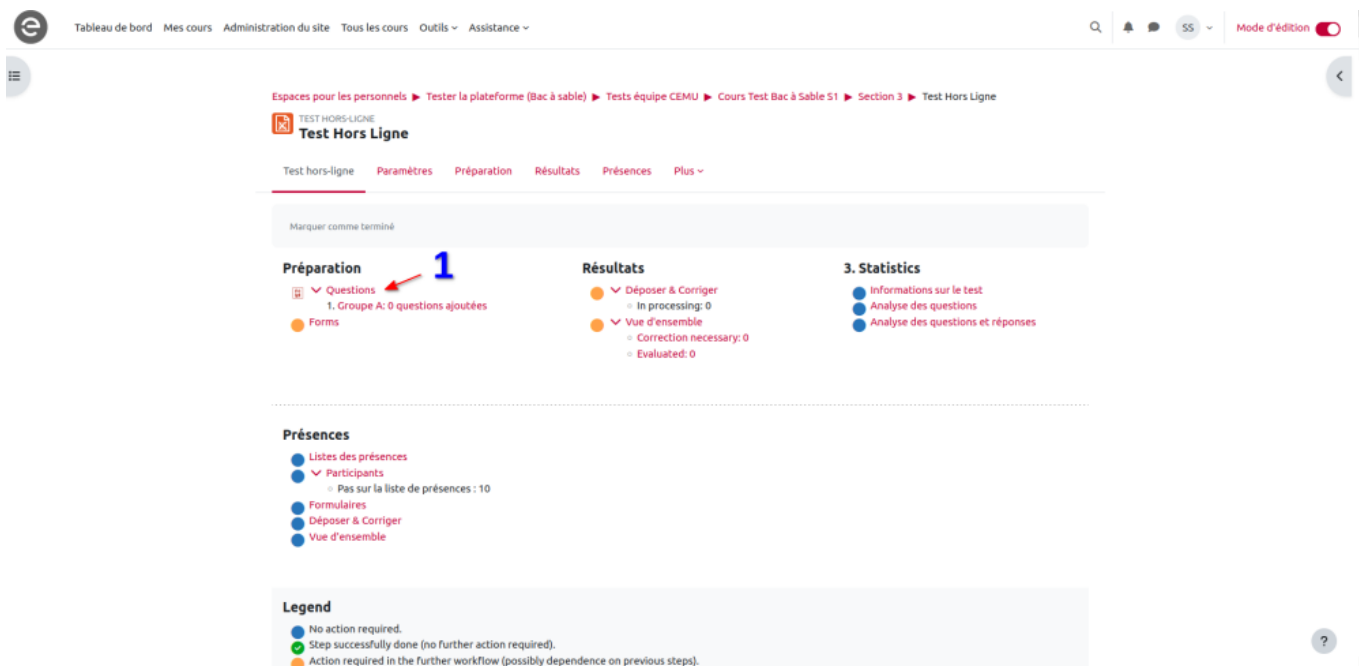 Tableau de bord Mes cours Administration du site Tous les cours Outils Assistance SS Mode d'édition
Espaces pour les personnels ▶ Tester la plateforme (Bac à sable) ▶ Tests équipe CEMU ▶ Cours Test Bac à Sable S1 ▶ Section 3 ▶ Test Hors Ligne
TEST HORS-LIGNE
Test Hors Ligne
Test hors-ligne Paramètres Préparation Résultats Présences Plus
Marquer comme terminé
1
Préparation
Questions
1. Groupe A: 0 questions ajoutées
Forms
Résultats
Déposer & Corriger
In processing: 0
Vue d'ensemble
Correction necessary: 0
Evaluated: 0
3. Statistics
Informations sur le test
Analyse des questions
Analyse des questions et réponses
Présences
Listes des présences
Participants
Pas sur la liste de présences : 10
Formulaires
Déposer & Corriger
Vue d'ensemble
Legend
No action required.
Step successfully done (no further action required).
Action required in the further workflow (possibly dependence on previous steps).
?